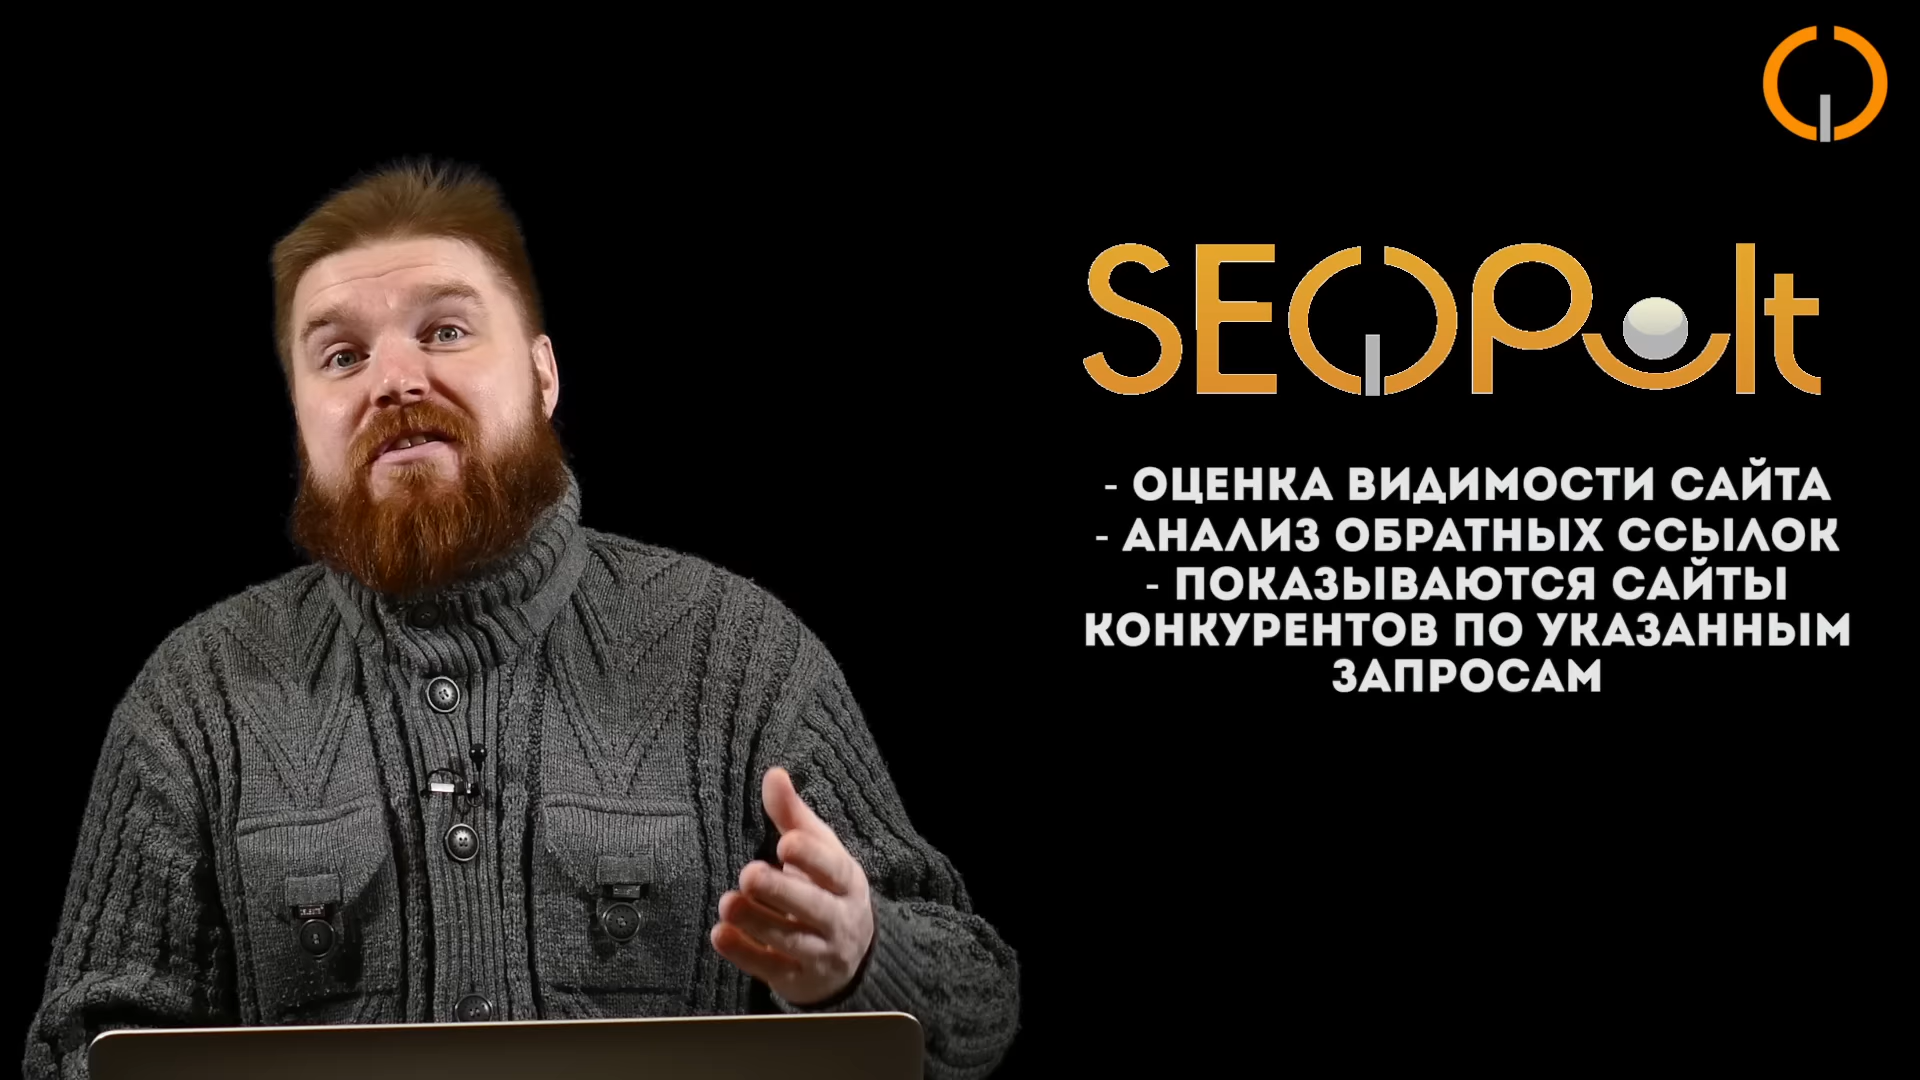 SEOPult
- ОЦЕНКА ВИДИМОСТИ САЙТА
- АНАЛИЗ ОБРАТНЫХ ССЫЛОК
- ПОКАЗЫВАЮТСЯ САЙТЫ
КОНКУРЕНТОВ ПО УКАЗАННЫМ
ЗАПРОСАМ